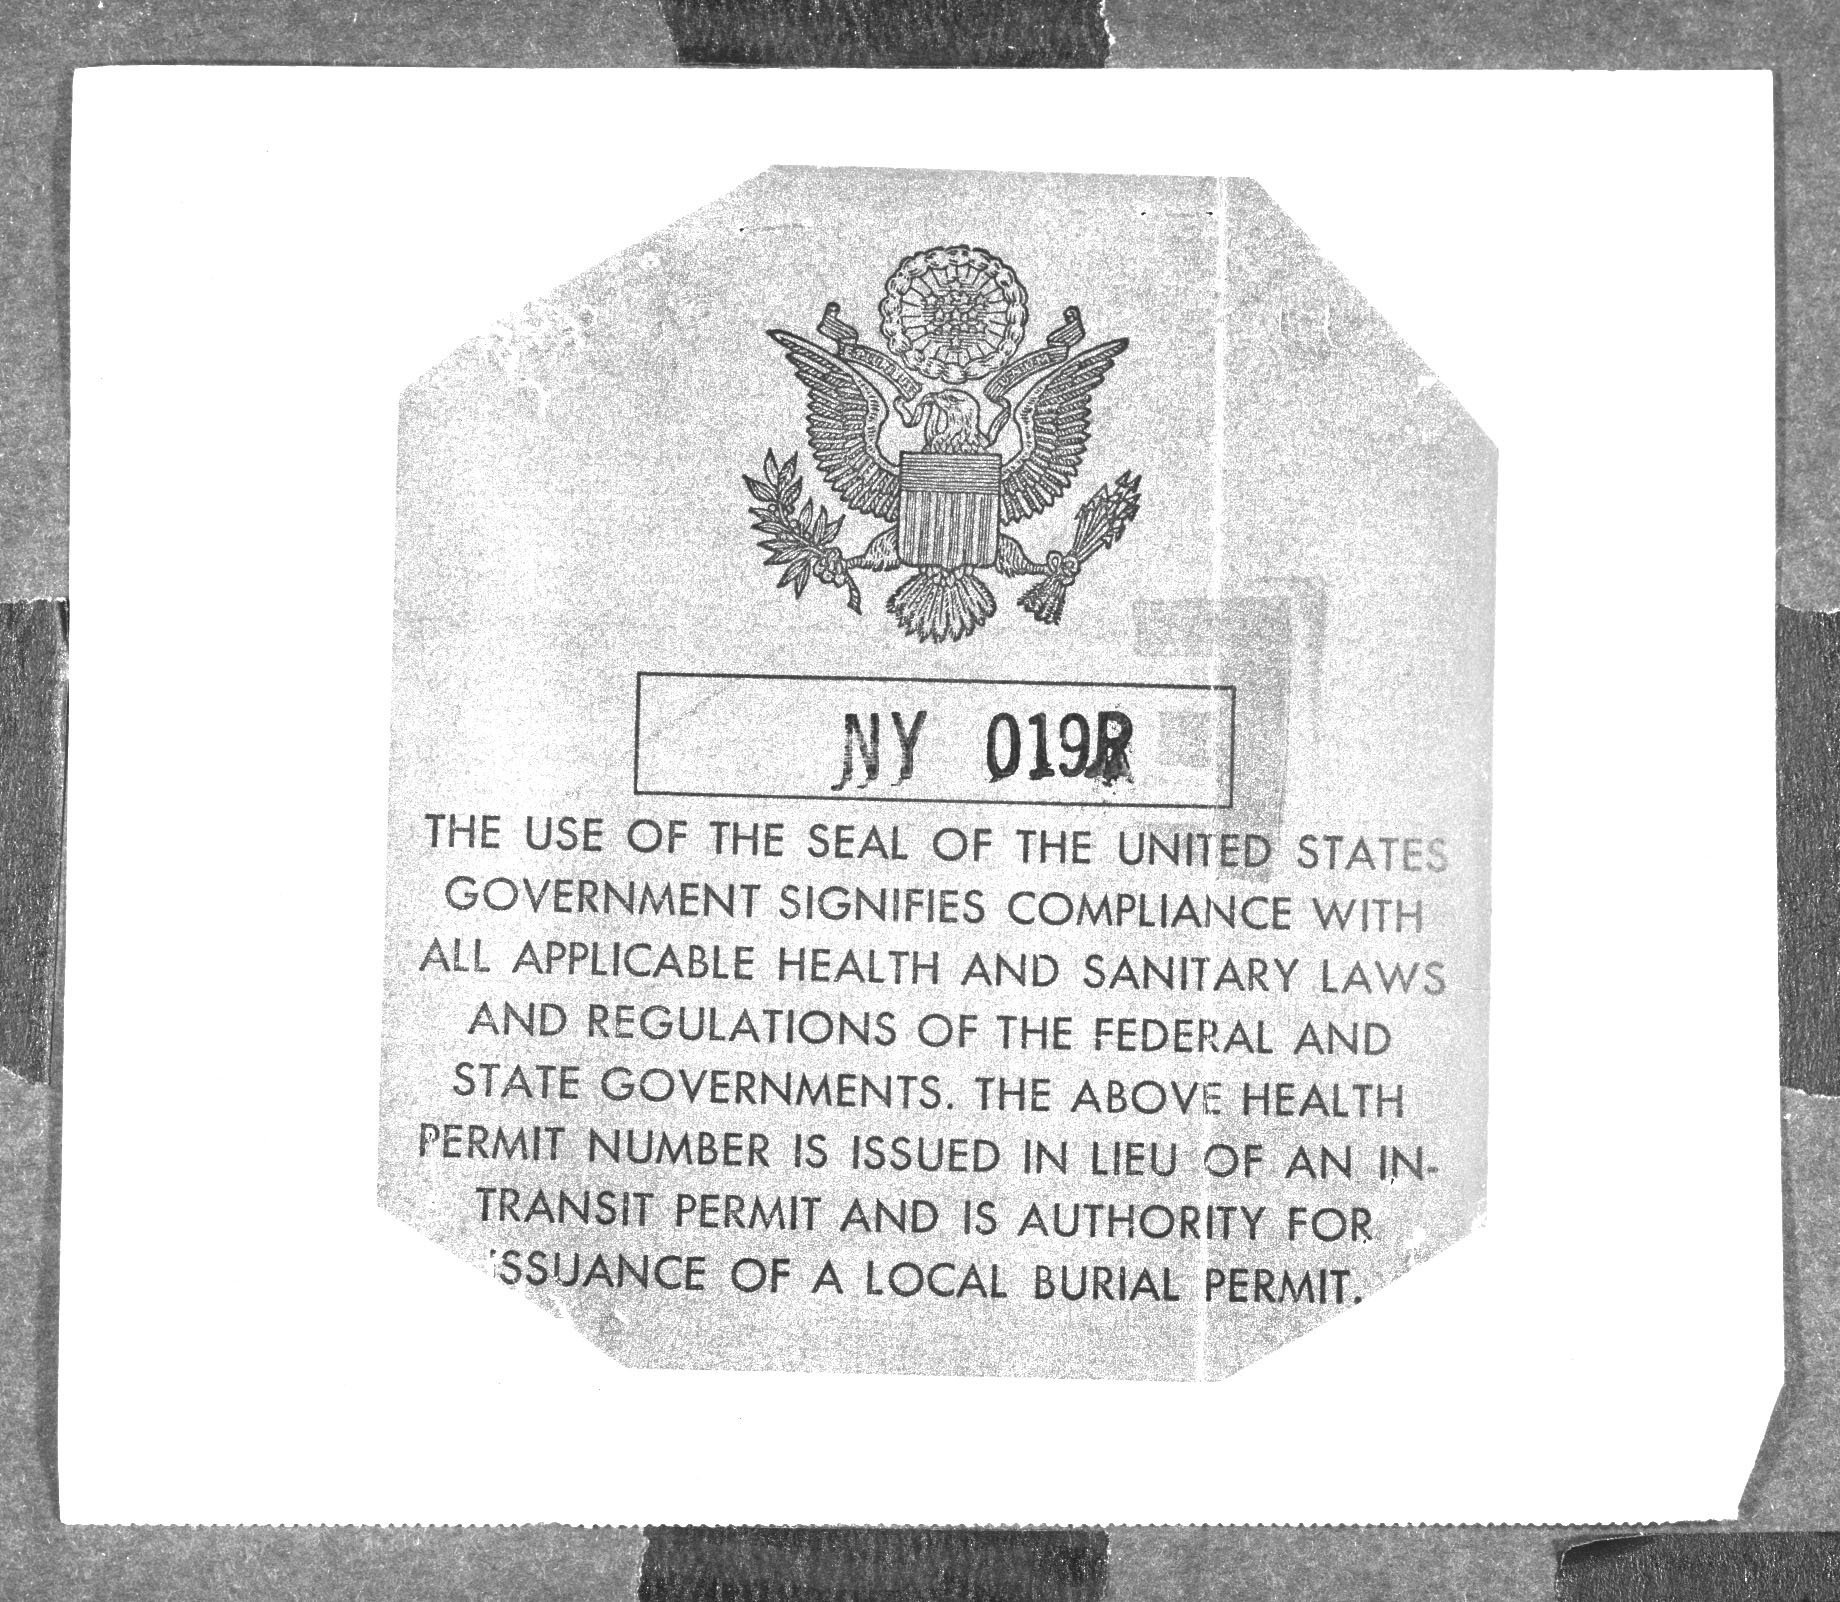 NY 019R
THE USE OF THE SEAL OF THE UNITED STATES
GOVERNMENT SIGNIFIES COMPLIANCE WITH
ALL APPLICABLE HEALTH AND SANITARY LAWS
AND REGULATIONS OF THE FEDERAL AND
STATE GOVERNMENTS. THE ABOVE HEALTH
PERMIT NUMBER IS ISSUED IN LIEU OF AN IN-
TRANSIT PERMIT AND IS AUTHORITY FOR
ISSUANCE OF A LOCAL BURIAL PERMIT.